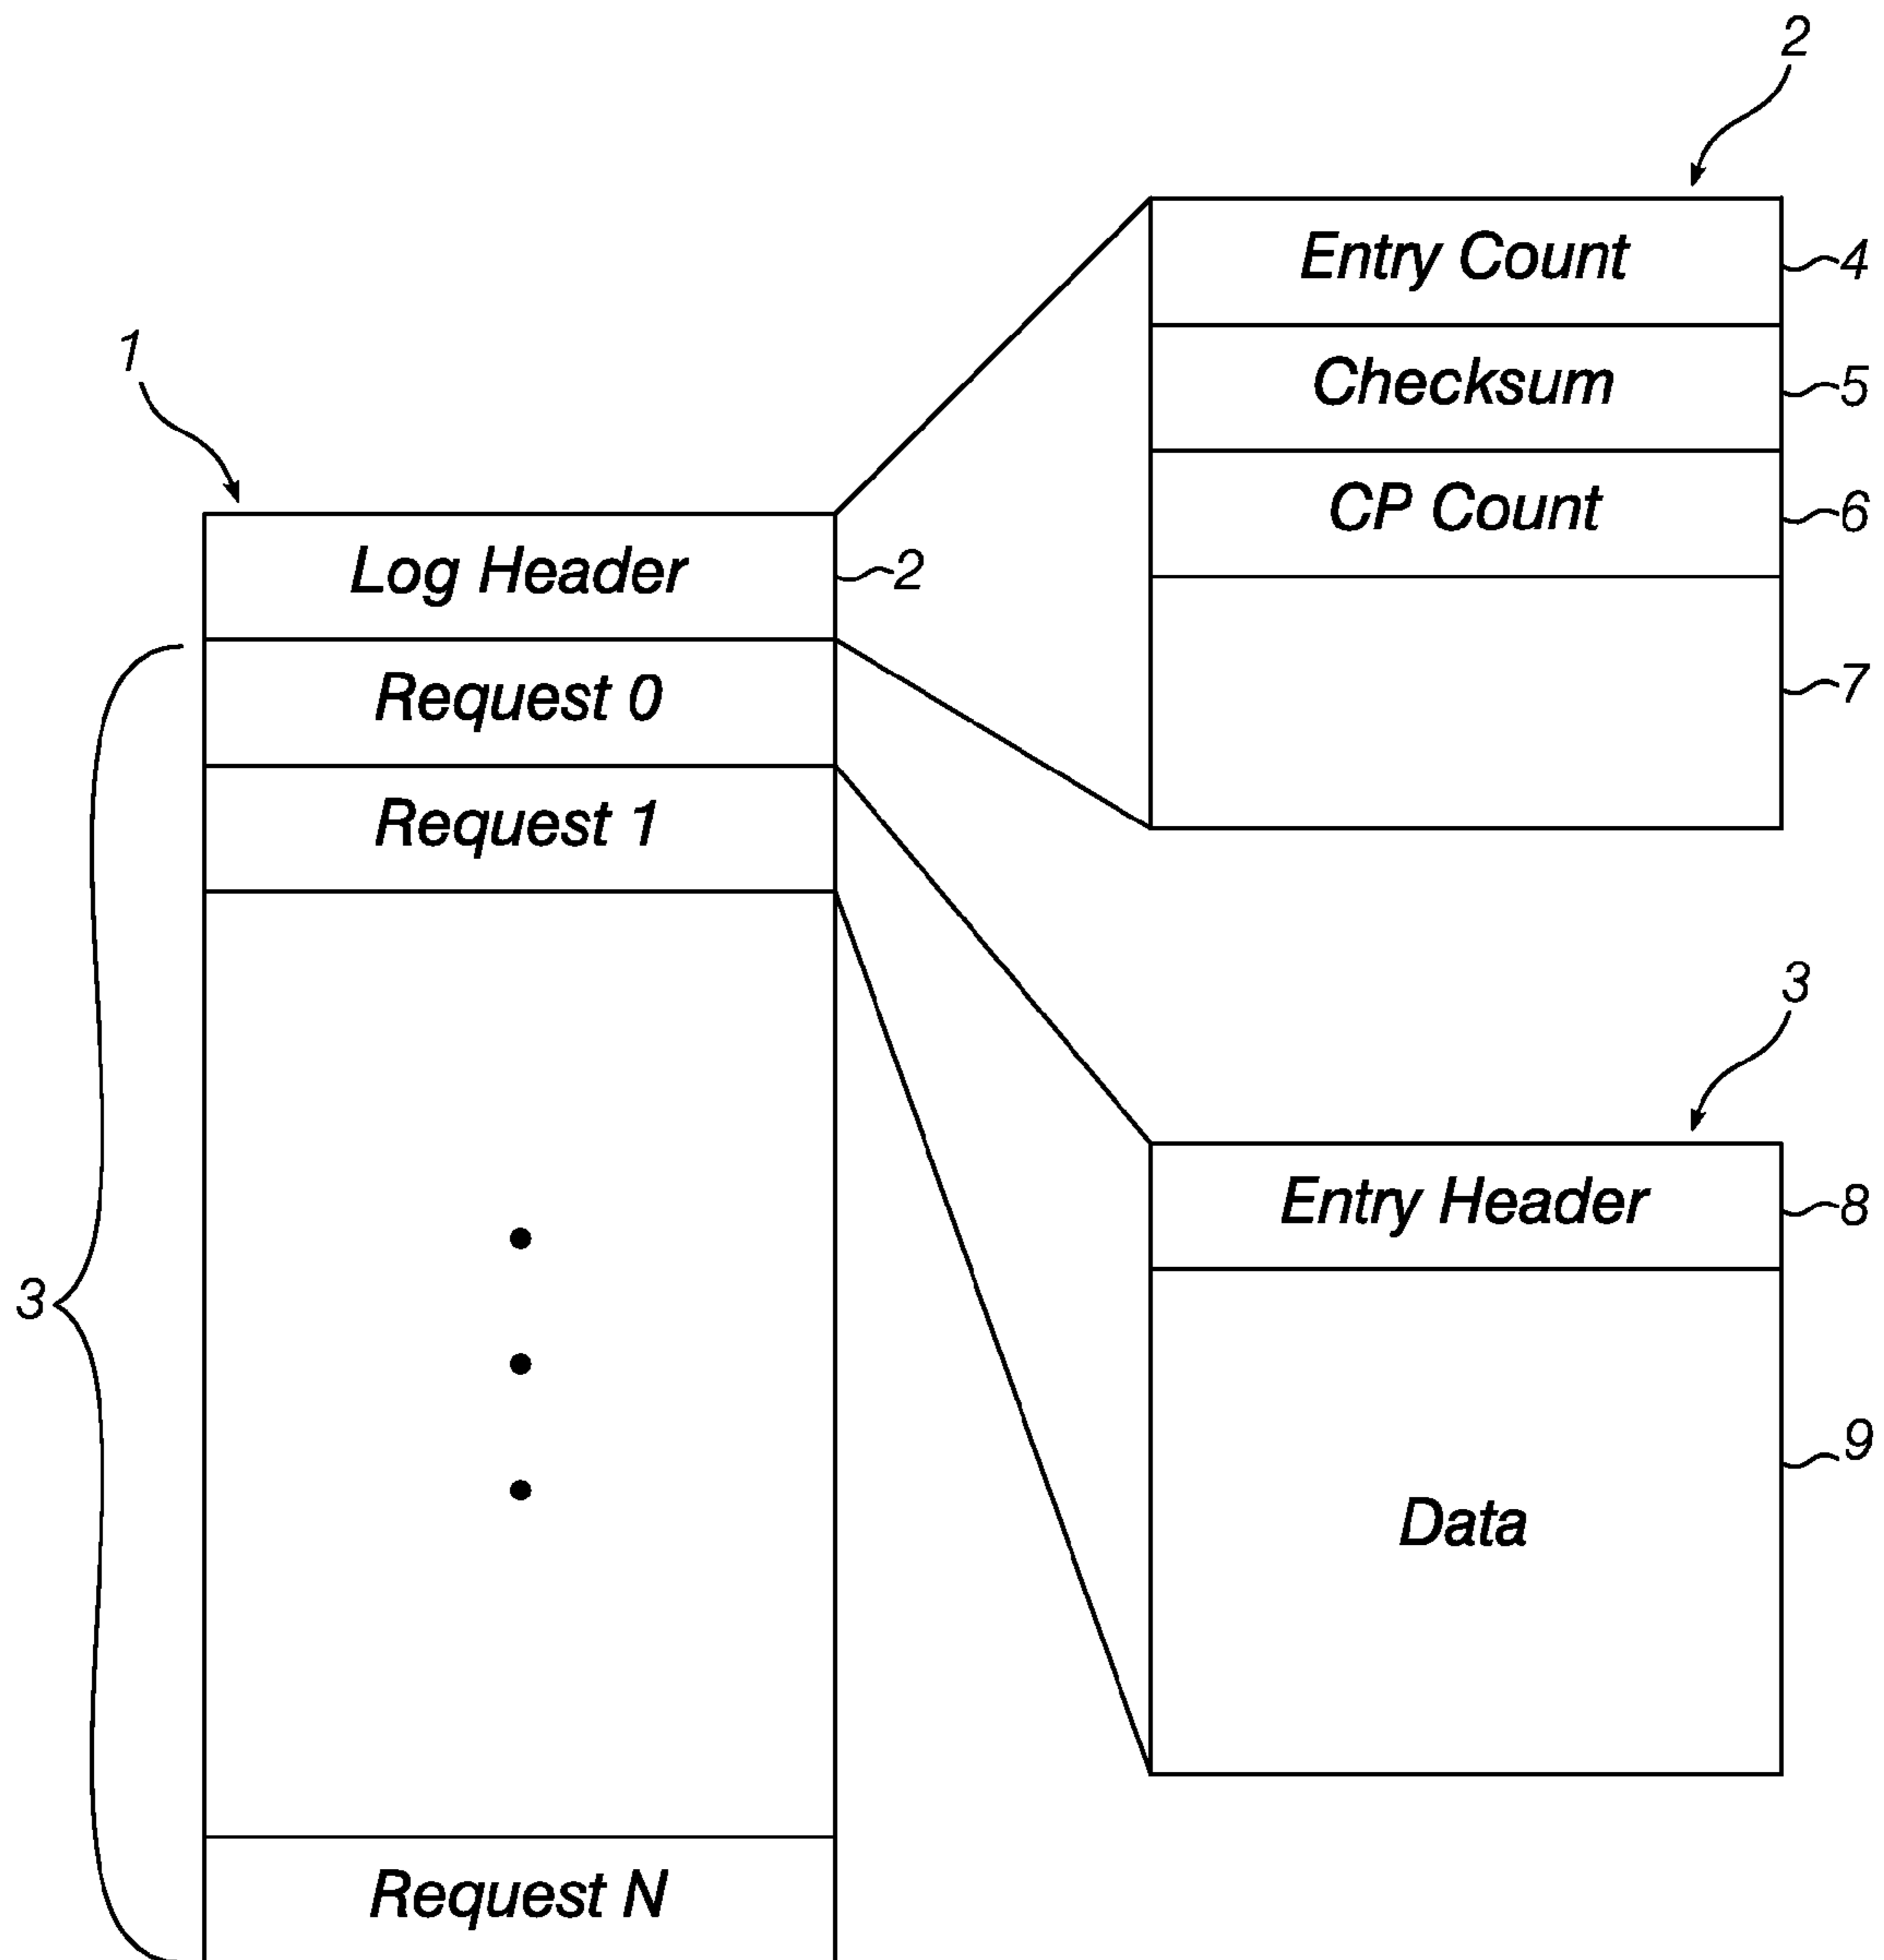 1
Log Header
2
Request 0
Request 1
Request N
3
2
Entry Count
4
Checksum
5
CP Count
6
7
3
Entry Header
8
Data
9